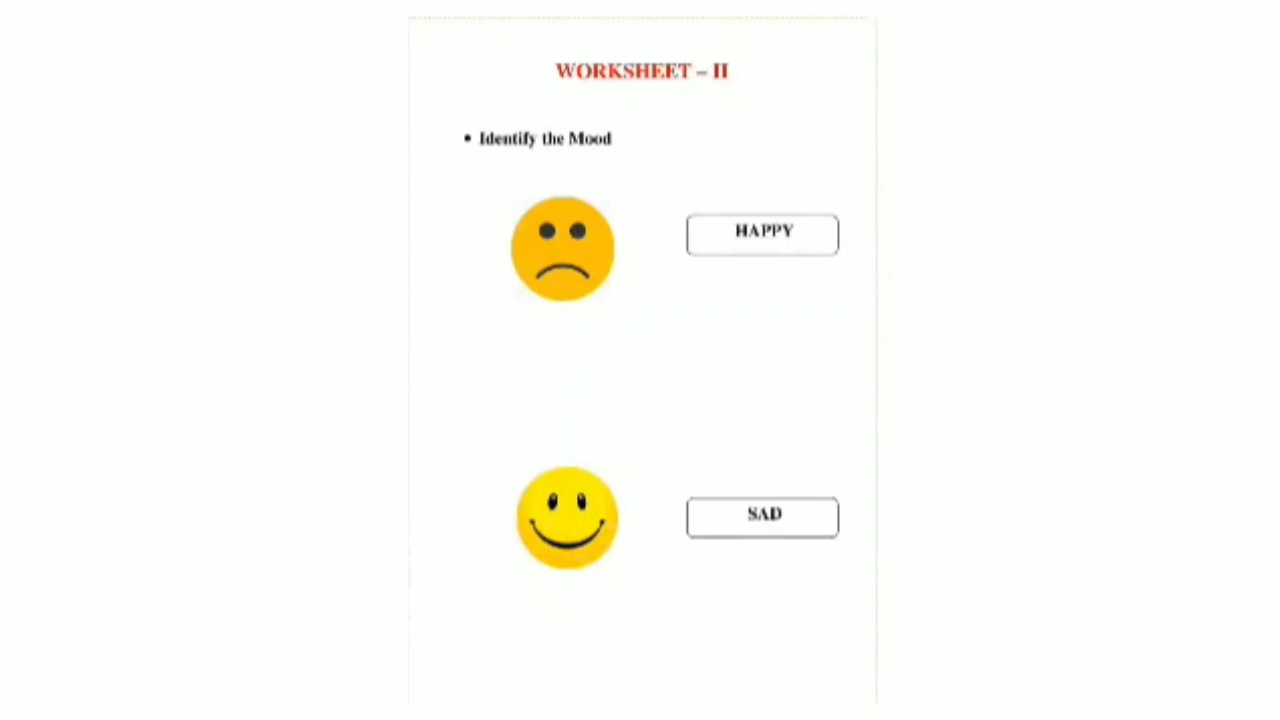 WORKSHEET – II
• Identify the Mood
HAPPY
SAD